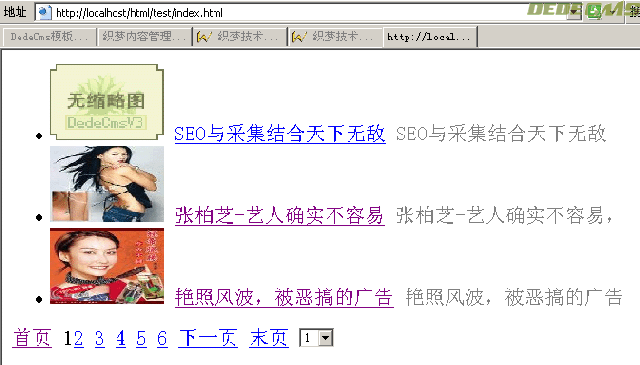 地址 http://localhost/html/test/index.html
DEDECMS
DedeCms模板... 织梦内容管理... 织梦技术... 织梦技术... http://local...
无缩略图
DedeCmsV3
SEO与采集结合天下无敌 SEO与采集结合天下无敌
张柏芝-艺人确实不容易 张柏芝-艺人确实不容易，
艳照风波，被恶搞的广告 艳照风波，被恶搞的广告
首页 1 2 3 4 5 6 下一页 末页 1